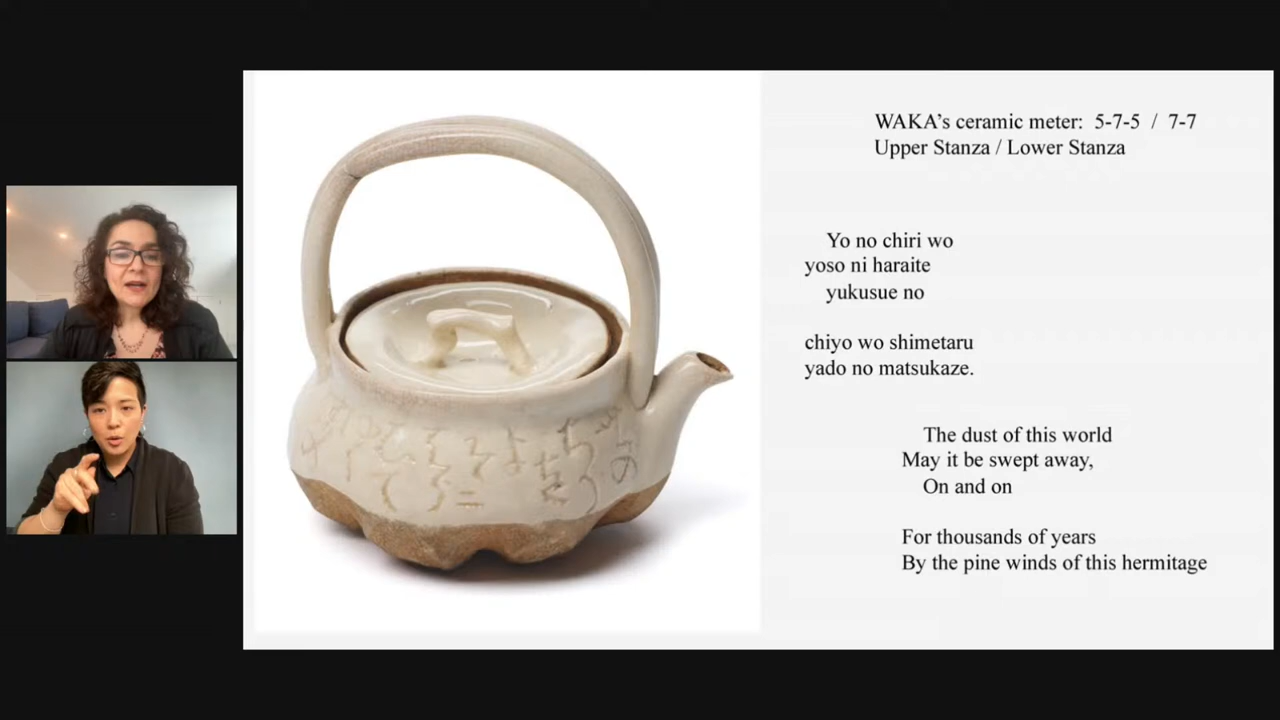 WAKA’s ceramic meter: 5-7-5 / 7-7
Upper Stanza / Lower Stanza
Yo no chiri wo
yoso ni haraite
yukusue no
chiyo wo shimetaru
yado no matsukaze.
The dust of this world
May it be swept away,
On and on
For thousands of years
By the pine winds of this hermitage